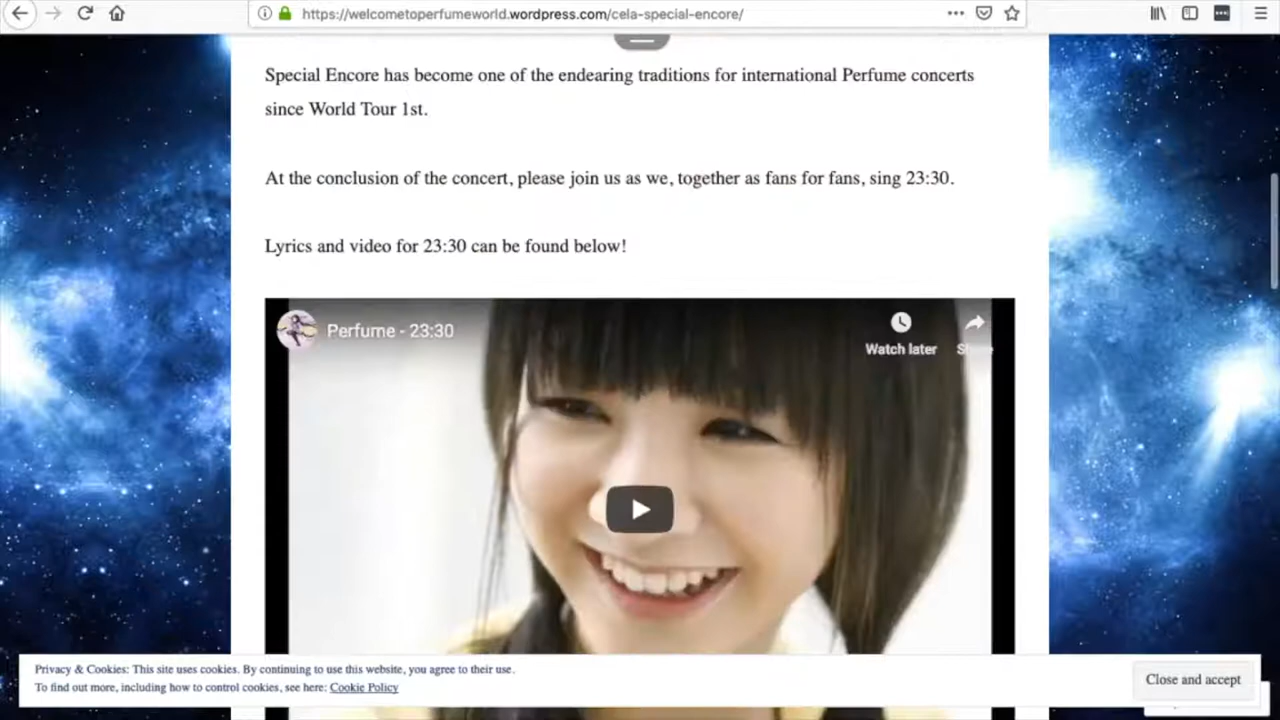 https://welcometoperfumeworld.wordpress.com/cela-special-encore/
Special Encore has become one of the endearing traditions for international Perfume concerts
since World Tour 1st.
At the conclusion of the concert, please join us as we, together as fans for fans, sing 23:30.
Lyrics and video for 23:30 can be found below!
Perfume - 23:30
Watch later
Privacy & Cookies: This site uses cookies. By continuing to use this website, you agree to their use.
To find out more, including how to control cookies, see here: Cookie Policy
Close and accept